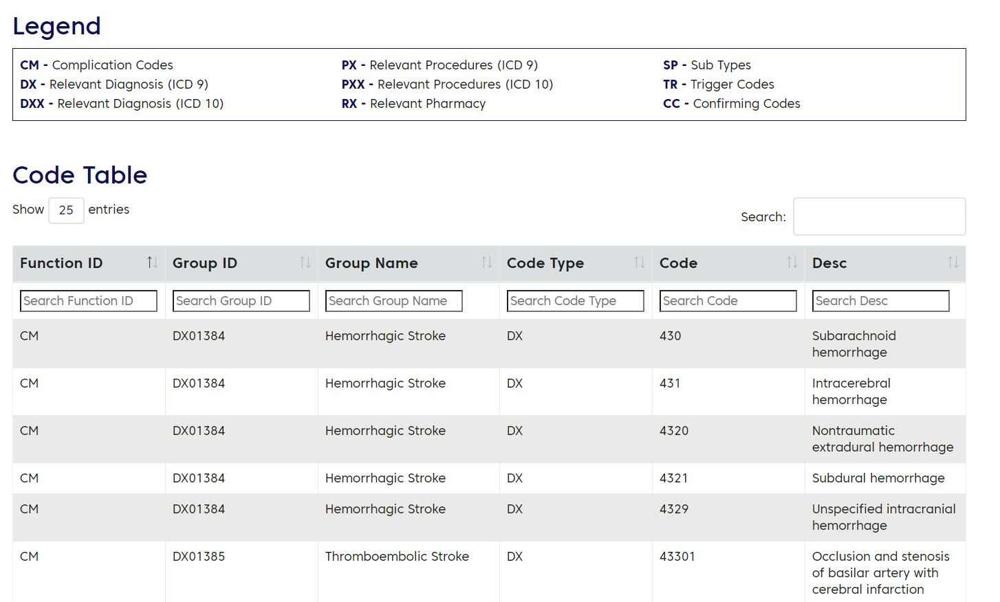 Legend
CM - Complication Codes
PX - Relevant Procedures (ICD 9)
SP - Sub Types
DX - Relevant Diagnosis (ICD 9)
PXX - Relevant Procedures (ICD 10)
TR - Trigger Codes
DXX - Relevant Diagnosis (ICD 10)
RX - Relevant Pharmacy
CC - Confirming Codes
Code Table
Show 25 entries
Search:
Function ID Group ID Group Name Code Type Code Desc
Search Function ID Search Group ID Search Group Name Search Code Type Search Code Search Desc
CM DX01384 Hemorrhagic Stroke DX 430 Subarachnoid
hemorrhage
CM DX01384 Hemorrhagic Stroke DX 431 Intracerebral
hemorrhage
CM DX01384 Hemorrhagic Stroke DX 4320 Nontraumatic
extradural hemorrhage
CM DX01384 Hemorrhagic Stroke DX 4321 Subdural hemorrhage
CM DX01384 Hemorrhagic Stroke DX 4329 Unspecified intracranial
hemorrhage
CM DX01385 Thromboembolic Stroke DX 43301 Occlusion and stenosis
of basilar artery with
cerebral infarction